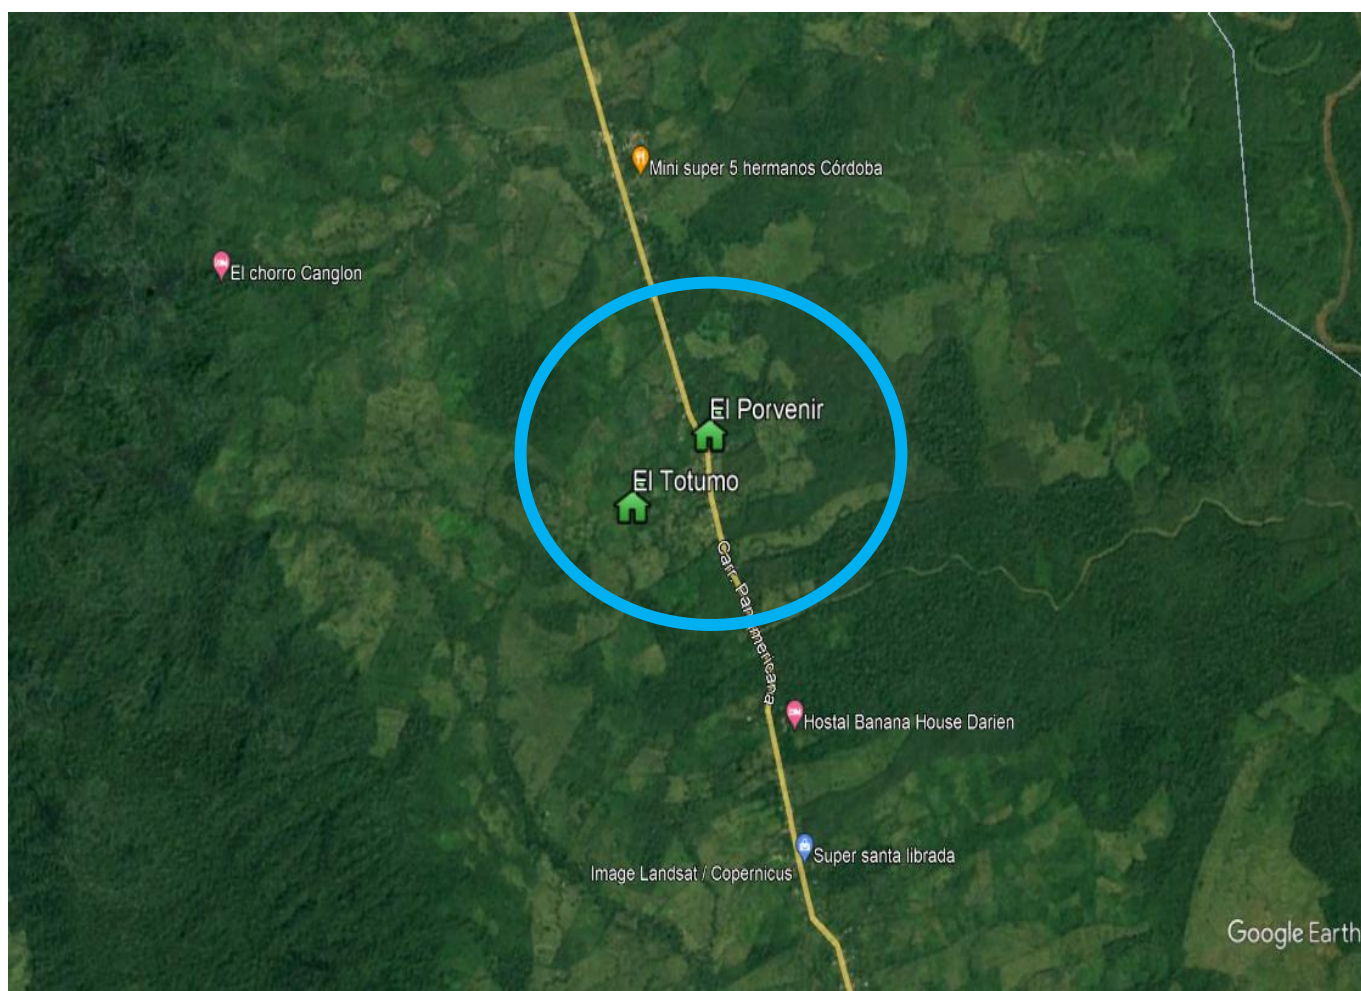 Mini super 5 hermanos Córdoba
El chorro Canglon
El Porvenir
El Totumo
Carr. Panamericana
Hostal Banana House Darien
Super santa librada
Image Landsat / Copernicus
Google Earth